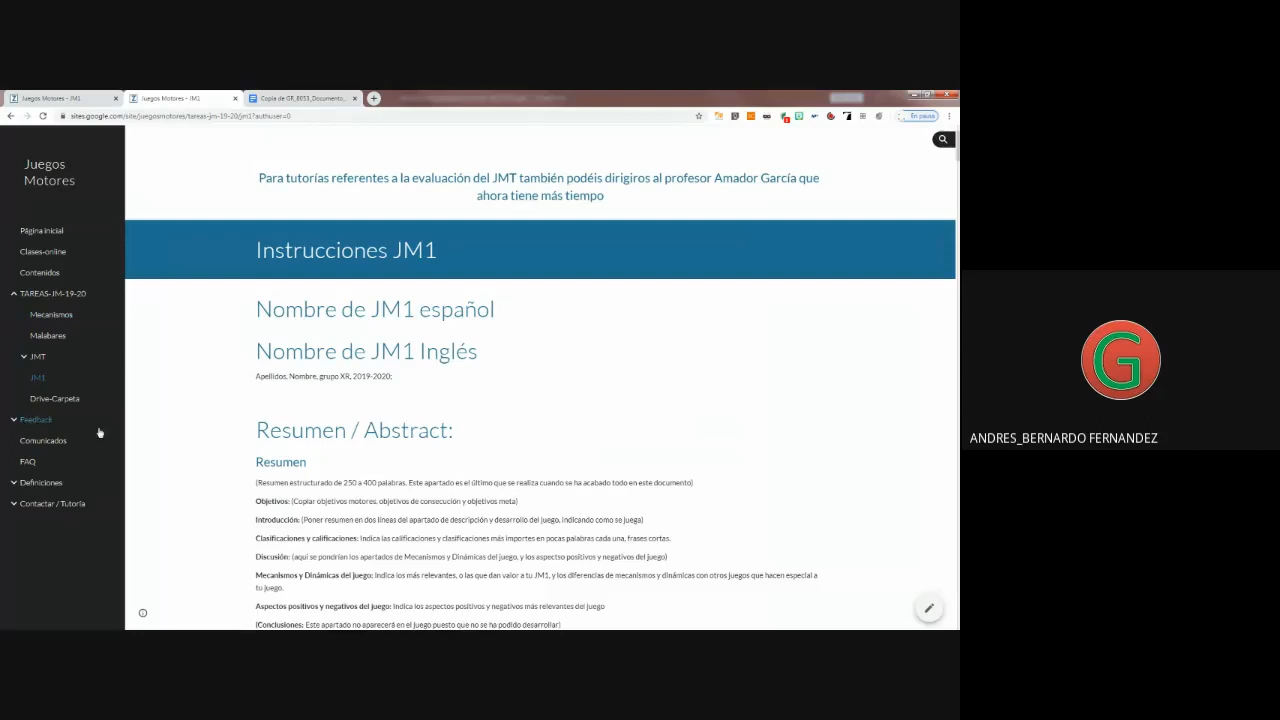 Juegos Motores - JM1
Juegos Motores - JM1
Copia de GR_6033_Documento_
sites.google.com/site/juegosmotores/tareas-jm-19-20/jm1?authuser=0
En pausa
Juegos
Motores
Página inicial
Clases-online
Contenidos
TAREAS-JM-19-20
Mecanismos
Malabares
JMT
JM1
Drive-Carpeta
Feedback
Comunicados
FAQ
Definiciones
Contactar / Tutoría
Para tutorías referentes a la evaluación del JMT también podéis dirigiros al profesor Amador García que
ahora tiene más tiempo
Instrucciones JM1
Nombre de JM1 español
Nombre de JM1 Inglés
Apellidos, Nombre, grupo XR, 2019-2020;
Resumen / Abstract:
Resumen
(Resumen estructurado de 250 a 400 palabras. Este apartado es el último que se realiza cuando se ha acabado todo en este documento)
Objetivos: (Copiar objetivos motores, objetivos de consecución y objetivos meta)
Introducción: (Poner resumen en dos líneas del apartado de descripción y desarrollo del juego, indicando como se juega)
Clasificaciones y calificaciones: Indica las calificaciones y clasificaciones más importes en pocas palabras cada una, frases cortas.
Discusión: (aquí se pondrían los apartados de Mecanismos y Dinámicas del juego, y los aspectso positivos y negativos del juego)
Mecanismos y Dinámicas del juego: Indica los más relevantes, o las que dan valor a tu JM1, y los diferencias de mecanismos y dinámicas con otros juegos que hacen especial a
tu juego.
Aspectos positivos y negativos del juego: Indica los aspectos positivos y negativos más relevantes del juego
(Conclusiones: Este apartado no aparecerá en el juego puesto que no se ha podido desarrollar)
G
ANDRES_BERNARDO FERNANDEZ